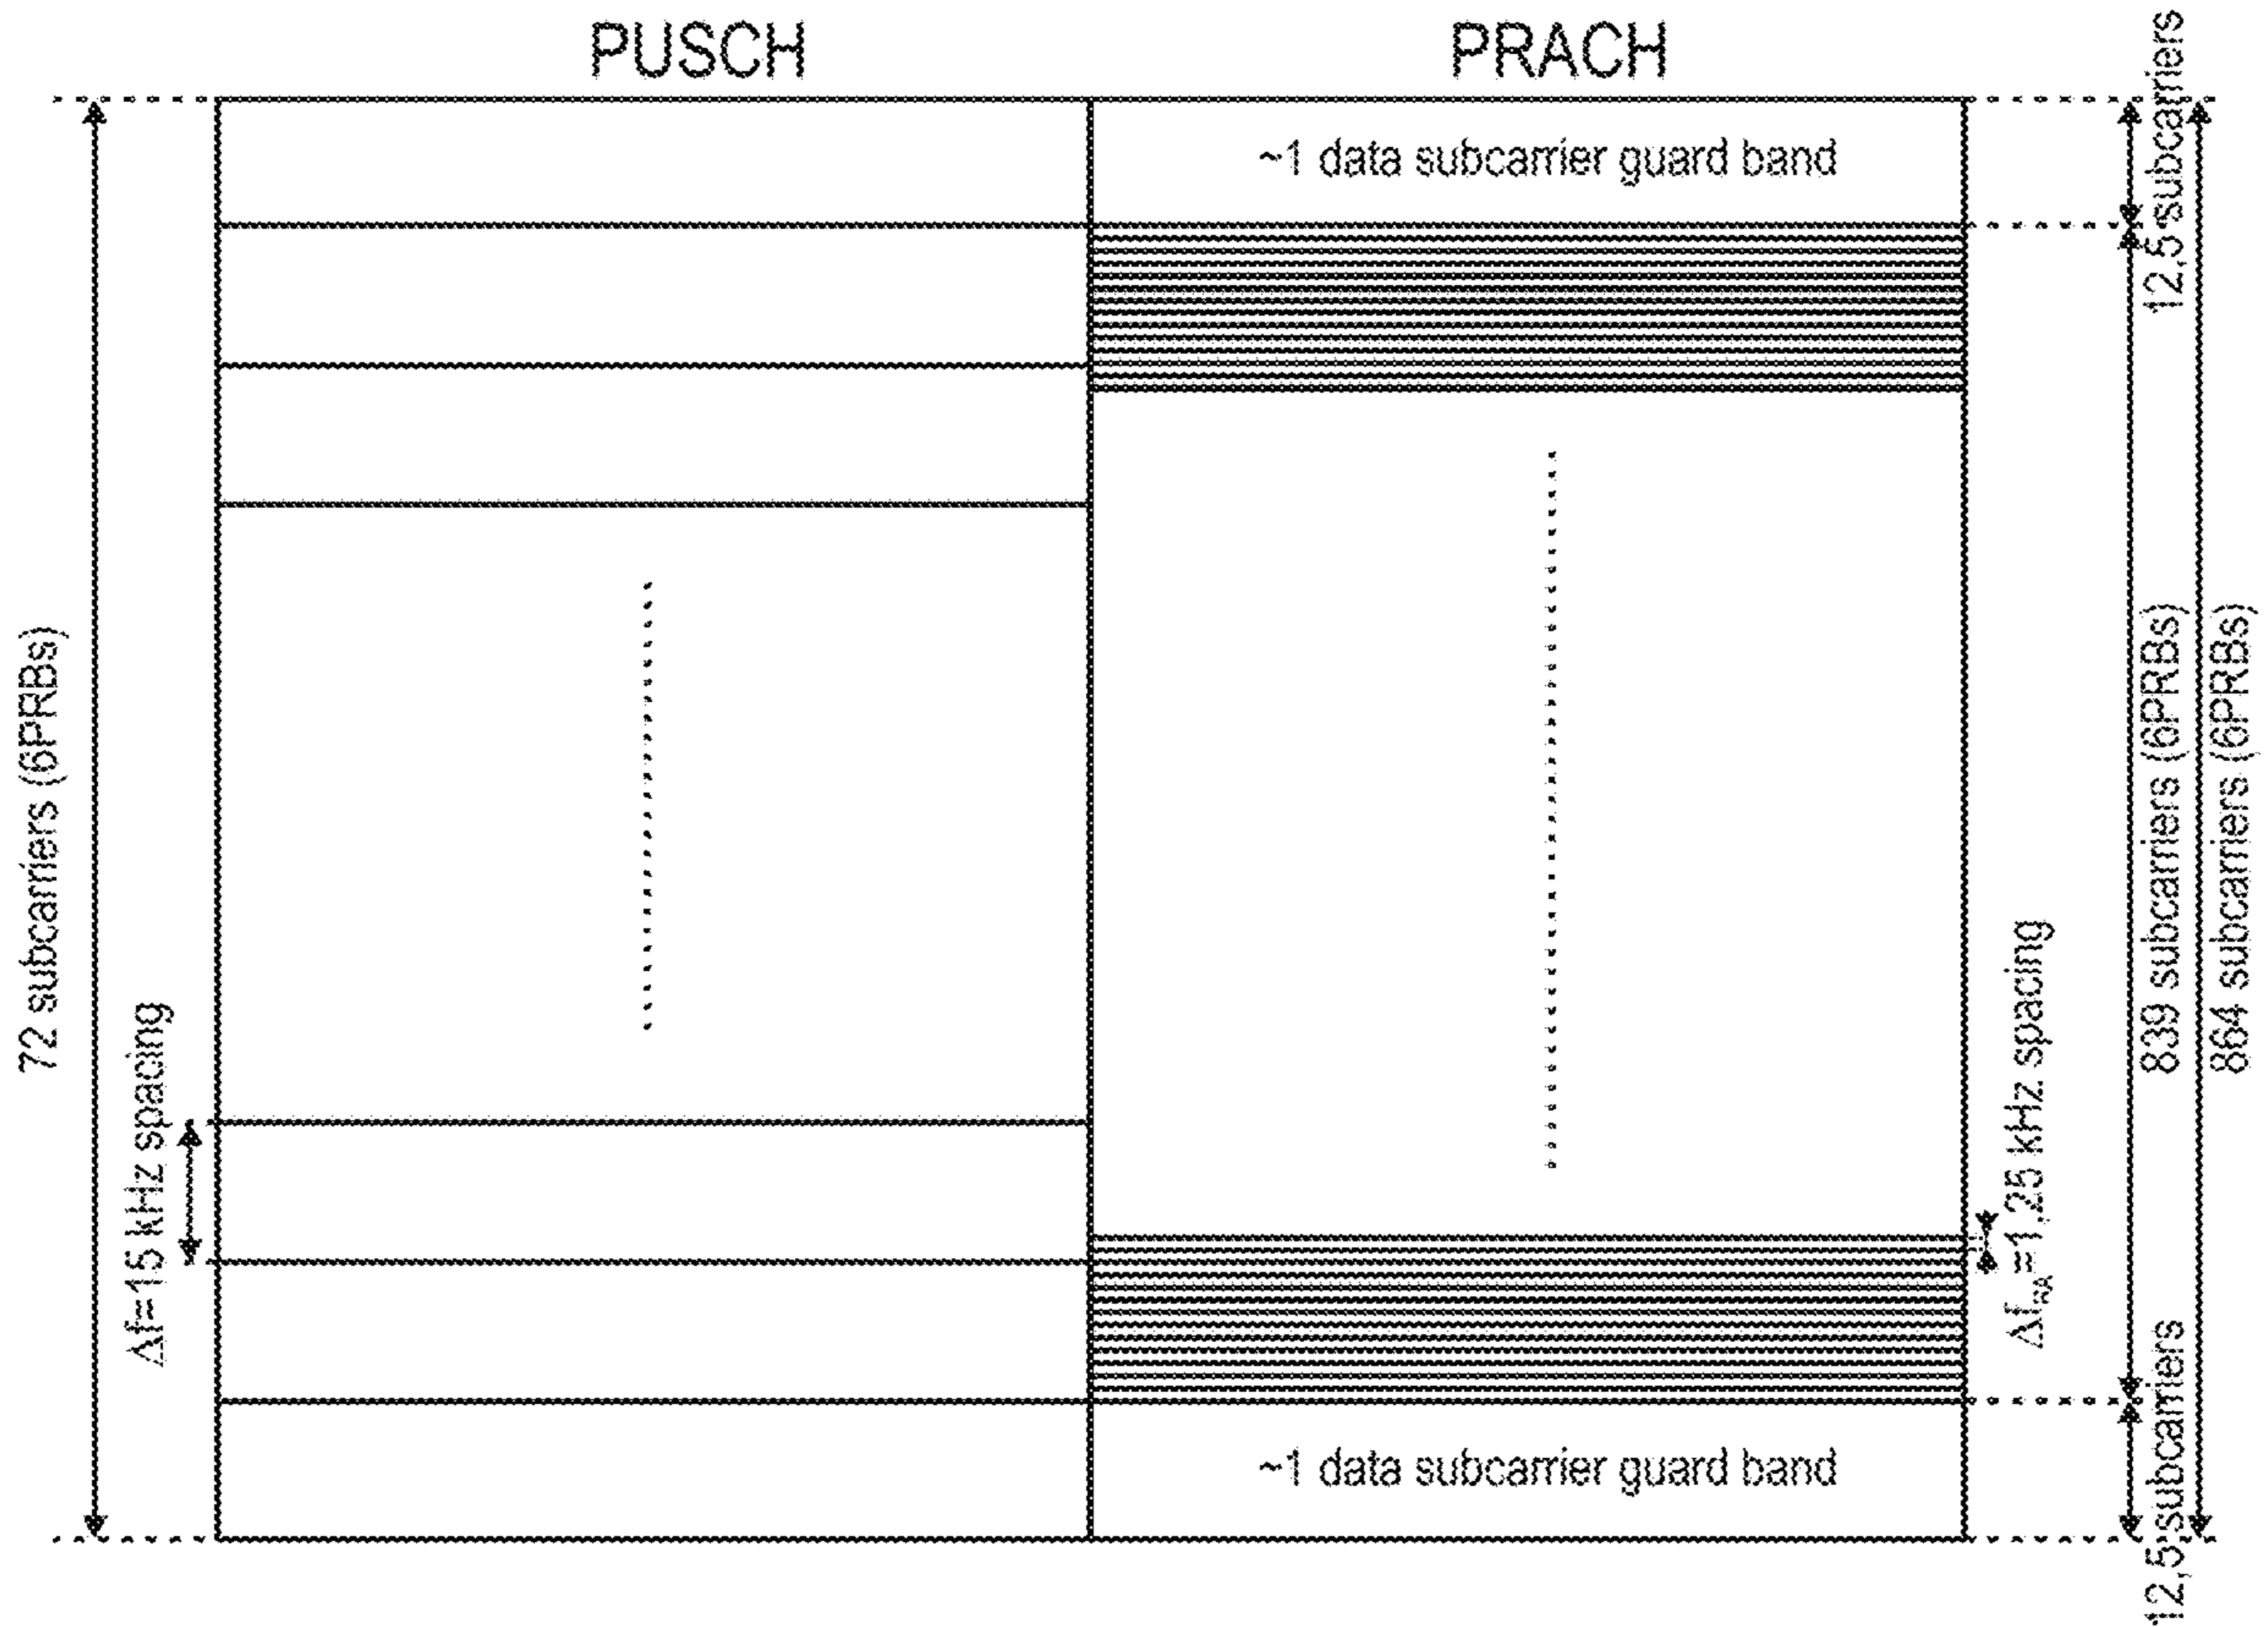 PUSCH
PRACH
~1 data subcarrier guard band
12,5 subcarriers
72 subcarriers (6PRBs)
Δf=15 kHz spacing
ΔfRA=1,25 kHz spacing
839 subcarriers (6PRBs)
864 subcarriers (6PRBs)
~1 data subcarrier guard band
12,5 subcarriers